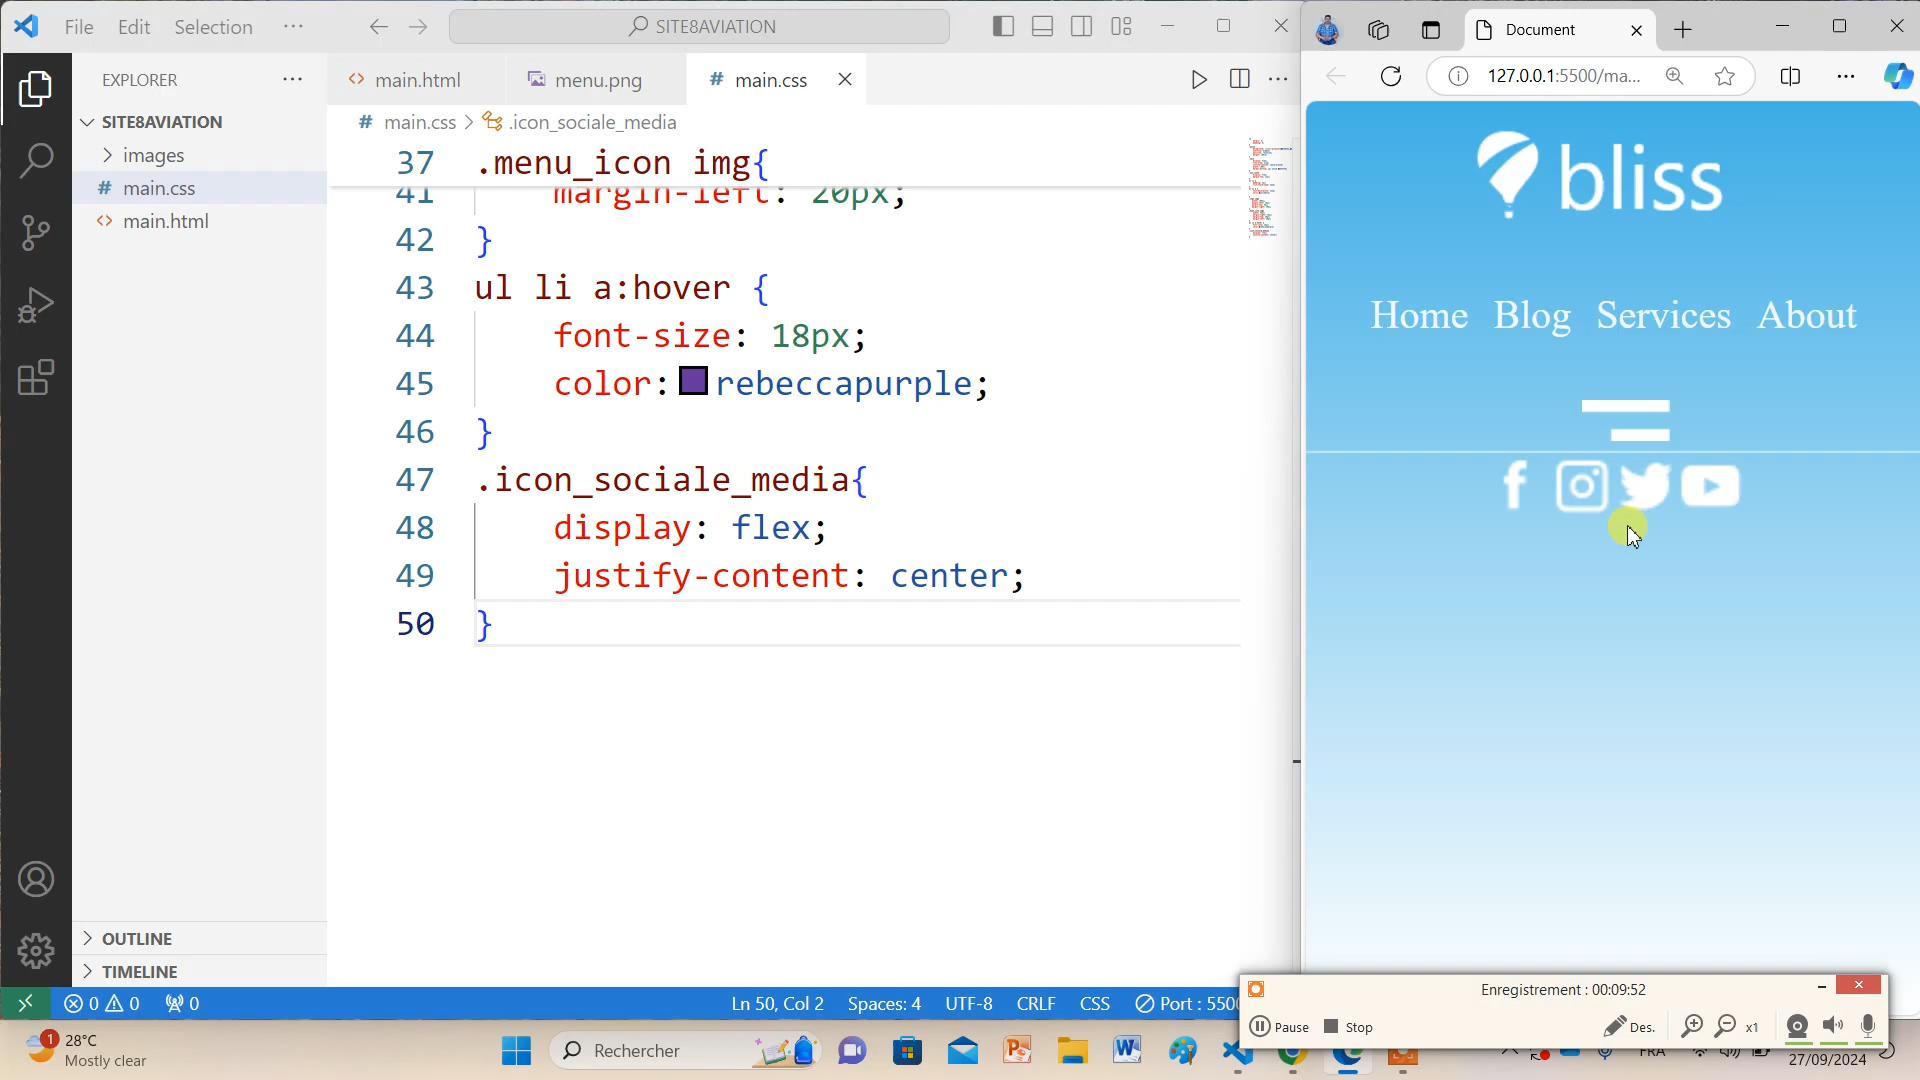 File Edit Selection ···
SITE8AVIATION
EXPLORER
SITE8AVIATION
images
# main.css
<> main.html
OUTLINE
TIMELINE
<> main.html
menu.png
# main.css
# main.css > .icon_sociale_media
37 .menu_icon img{
41 margin-left: 20px;
42 }
43 ul li a:hover {
44 font-size: 18px;
45 color: rebeccapurple;
46 }
47 .icon_sociale_media{
48 display: flex;
49 justify-content: center;
50 }
0 0 0
Ln 50, Col 2 Spaces: 4 UTF-8 CRLF CSS Port : 5500
Document
127.0.0.1:5500/ma...
bliss
Home Blog Services About
Enregistrement : 00:09:52
Pause Stop
Des. x1
1 28°C
Mostly clear
Rechercher
FRA
27/09/2024